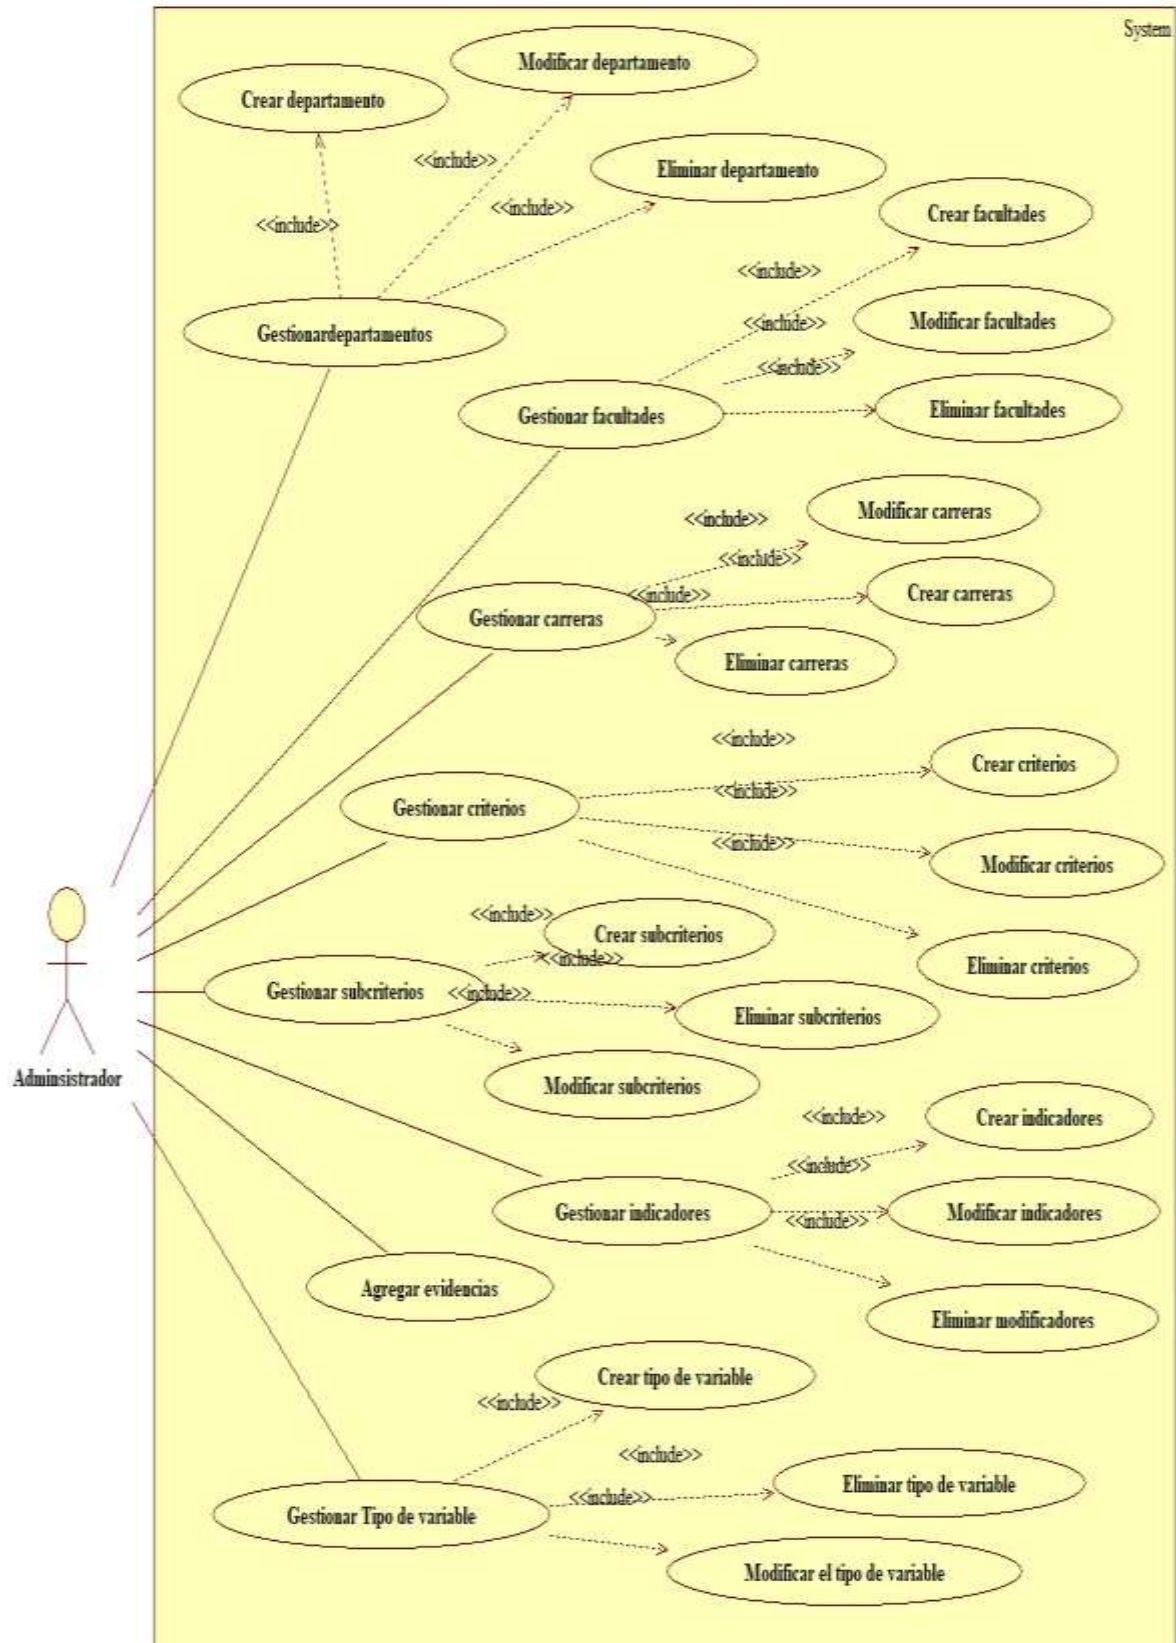 System
Modificar departamento
Crear departamento
<<include>>
Eliminar departamento
<<include>>
Crear facultades
<<include>>
<<include>>
Gestionardepartamentos
<<include>>
Modificar facultades
<<include>>
Gestionar facultades
Eliminar facultades
<<include>>
Modificar carreras
<<include>>
<<include>>
Crear carreras
Gestionar carreras
Eliminar carreras
<<include>>
Crear criterios
<<include>>
Gestionar criterios
<<include>>
Modificar criterios
<<include>>
Crear subcriterios
<<include>>
Eliminar criterios
Gestionar subcriterios
<<include>>
Eliminar subcriterios
Adminsistrador
Modificar subcriterios
<<include>>
Crear indicadores
<<include>>
Gestionar indicadores
<<include>>
Modificar indicadores
Agregar evidencias
Eliminar modificadores
Crear tipo de variable
<<include>>
<<include>>
Eliminar tipo de variable
<<include>>
Gestionar Tipo de variable
Modificar el tipo de variable